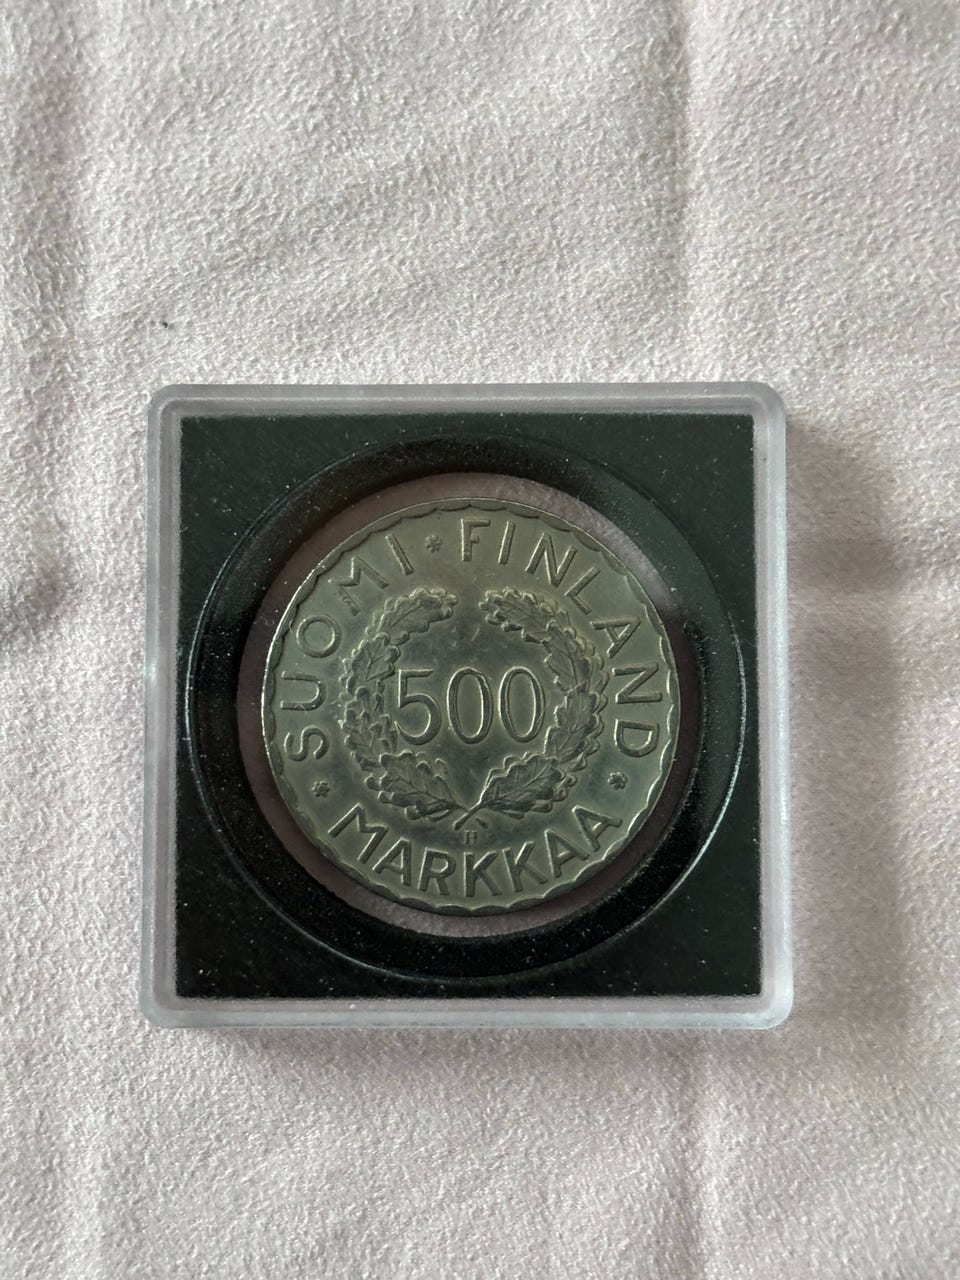 SUOMI * FINLAND
500
H
* MARKKAA *